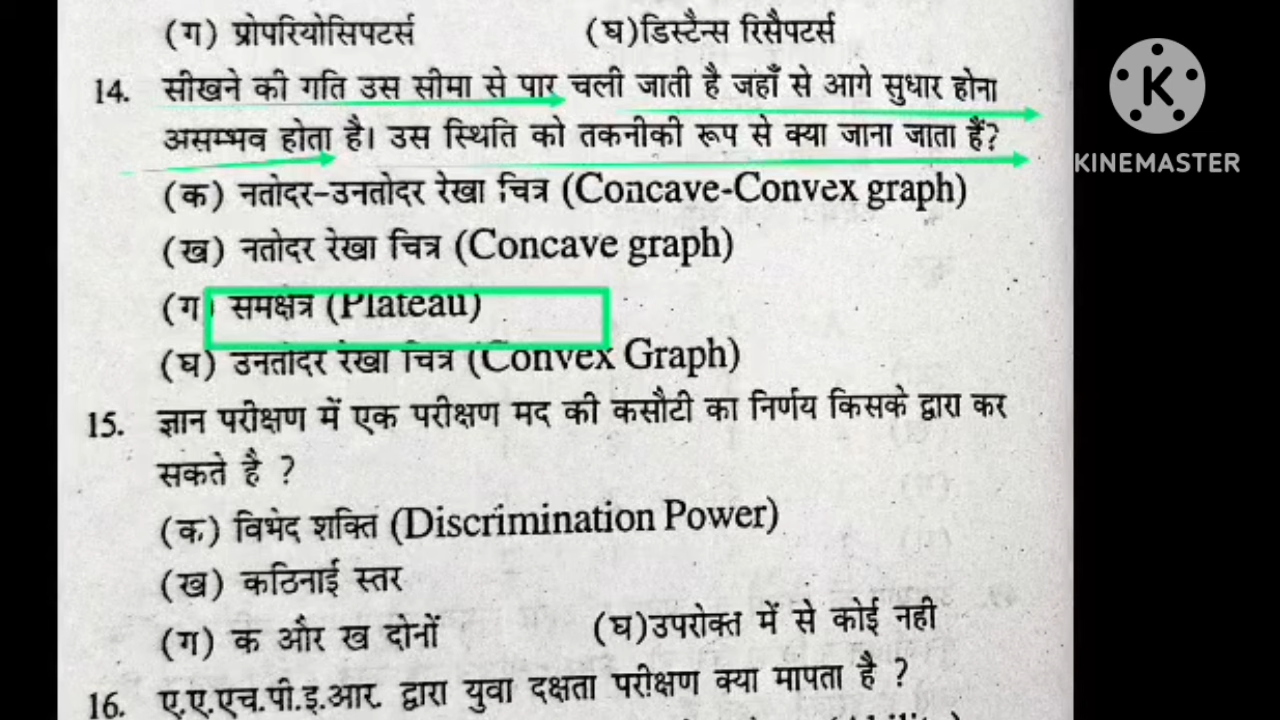 (ग) प्रोपरियोसिपटर्स (घ)डिस्टैन्स रिसैपटर्स
14. सीखने की गति उस सीमा से पार चली जाती है जहाँ से आगे सुधार होना
असम्भव होता है। उस स्थिति को तकनीकी रूप से क्या जाना जाता हैं?
(क) नतोदर-उनतोदर रेखा चित्र (Concave-Convex graph)
(ख) नतोदर रेखा चित्र (Concave graph)
(ग) समक्षेत्र (Plateau)
(घ) उनतोदर रेखा चित्र (Convex Graph)
15. ज्ञान परीक्षण में एक परीक्षण मद की कसौटी का निर्णय किसके द्वारा कर
सकते है ?
(क) विभेद शक्ति (Discrimination Power)
(ख) कठिनाई स्तर
(ग) क और ख दोनों (घ)उपरोक्त में से कोई नही
16. ए.ए.एच.पी.इ.आर. द्वारा युवा दक्षता परीक्षण क्या मापता है ?
K
KINEMASTER